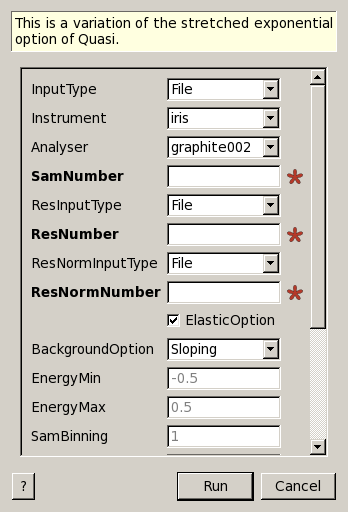 This is a variation of the stretched exponential
option of Quasi.
InputType File
Instrument iris
Analyser graphite002
SamNumber *
ResInputType File
ResNumber *
ResNormInputType File
ResNormNumber *
ElasticOption
BackgroundOption Sloping
EnergyMin -0.5
EnergyMax 0.5
SamBinning 1
? Run Cancel